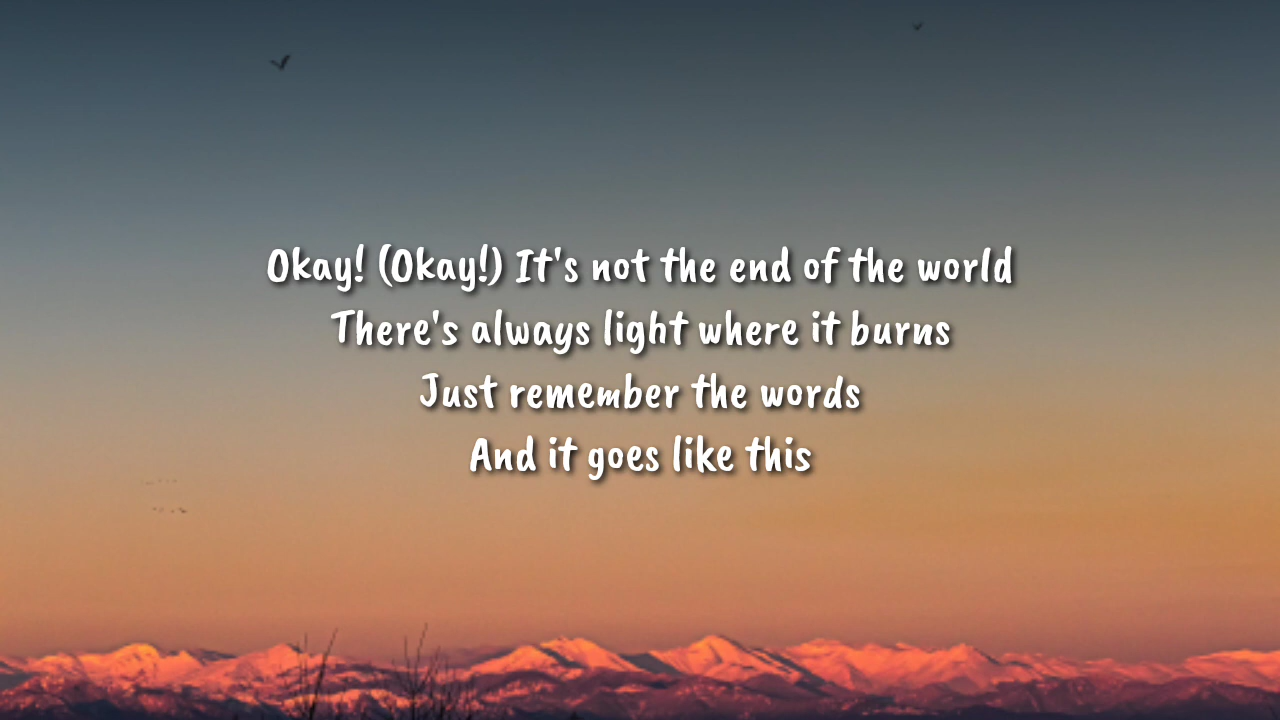 Okay! (Okay!) It's not the end of the world
There's always light where it burns
Just remember the words
And it goes like this